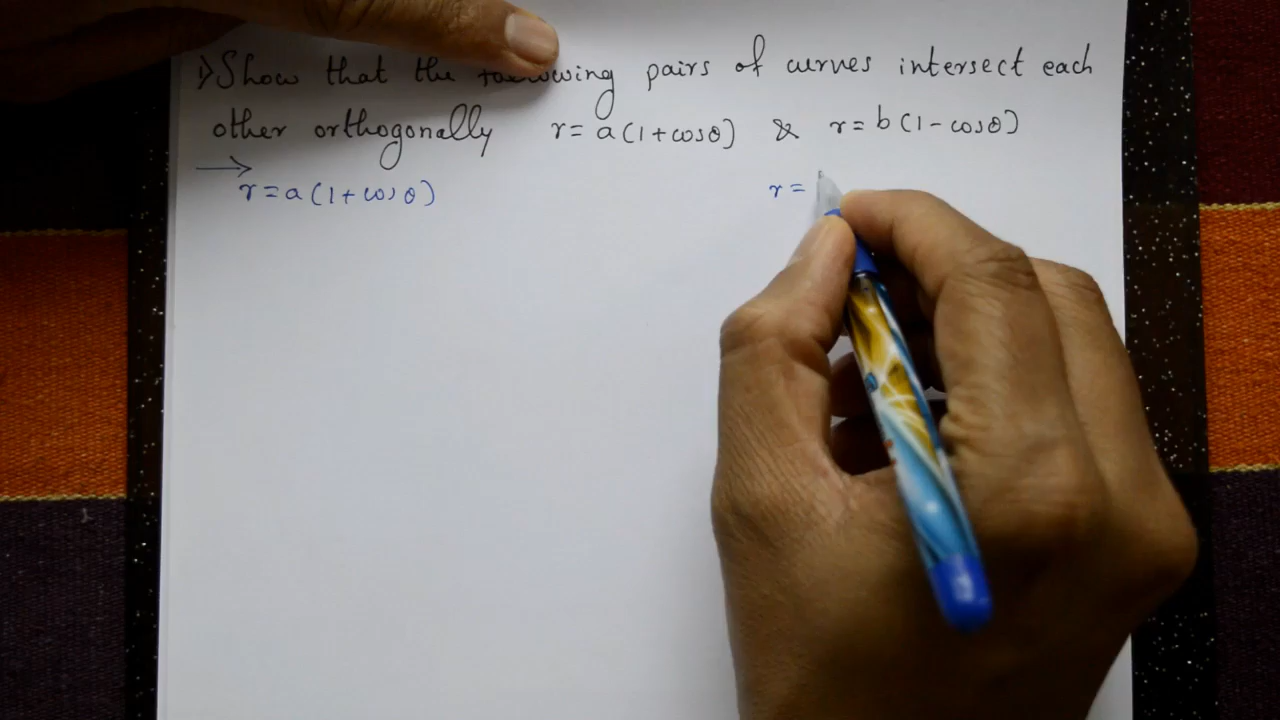 1) Show that the following pairs of curves intersect each
other orthogonally r = a(1+cosθ) & r = b(1-cosθ)
→ r = a(1+cosθ) r =